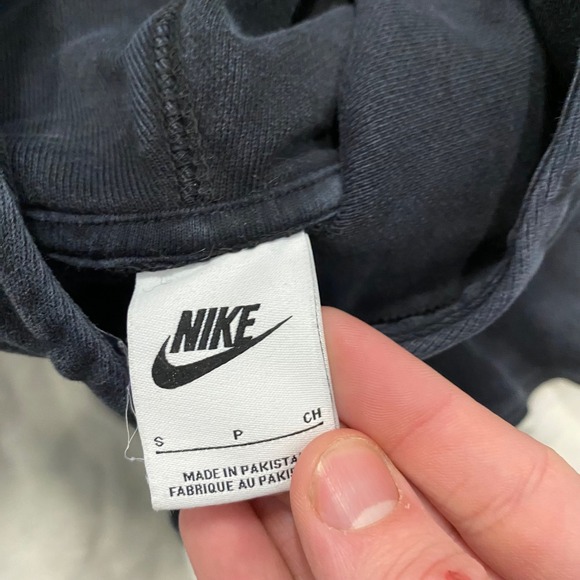 NIKE
S P CH
MADE IN PAKISTA
FABRIQUE AU PAKIS